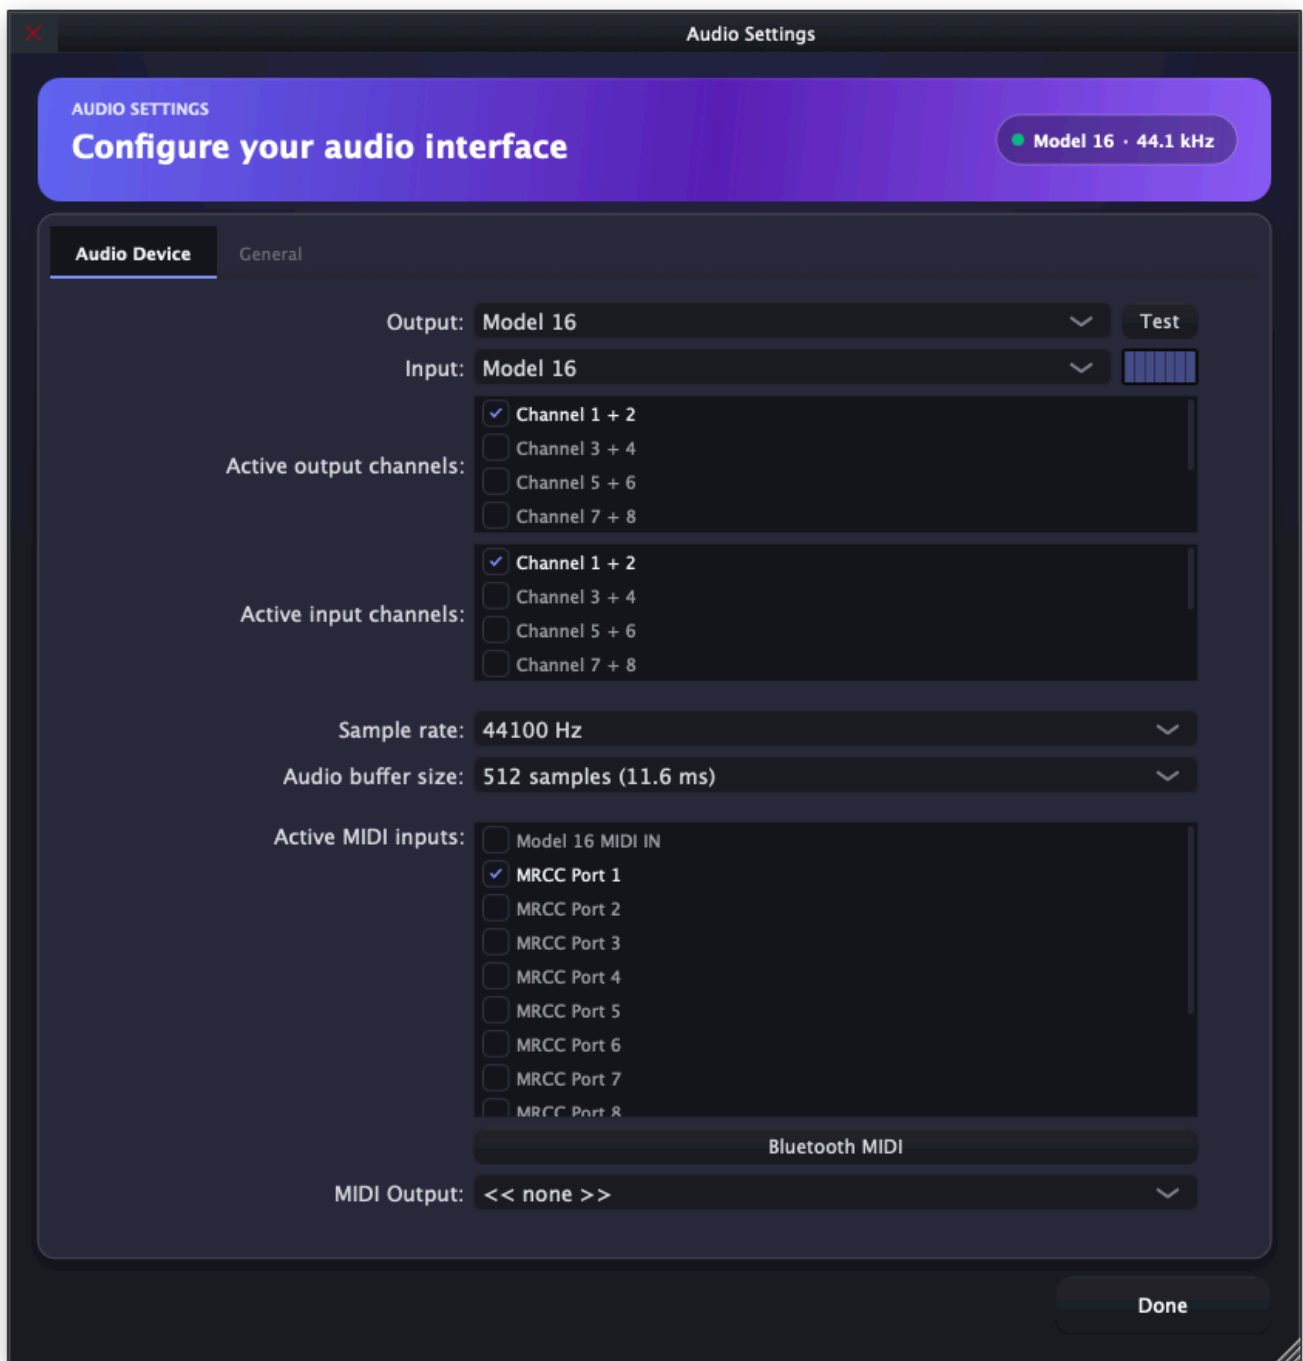 Audio Settings
AUDIO SETTINGS
Configure your audio interface
Model 16 · 44.1 kHz
Audio Device
General
Output: Model 16
Test
Input: Model 16
Active output channels:
Channel 1 + 2
Channel 3 + 4
Channel 5 + 6
Channel 7 + 8
Active input channels:
Channel 1 + 2
Channel 3 + 4
Channel 5 + 6
Channel 7 + 8
Sample rate: 44100 Hz
Audio buffer size: 512 samples (11.6 ms)
Active MIDI inputs:
Model 16 MIDI IN
MRCC Port 1
MRCC Port 2
MRCC Port 3
MRCC Port 4
MRCC Port 5
MRCC Port 6
MRCC Port 7
MRCC Port 8
Bluetooth MIDI
MIDI Output: << none >>
Done